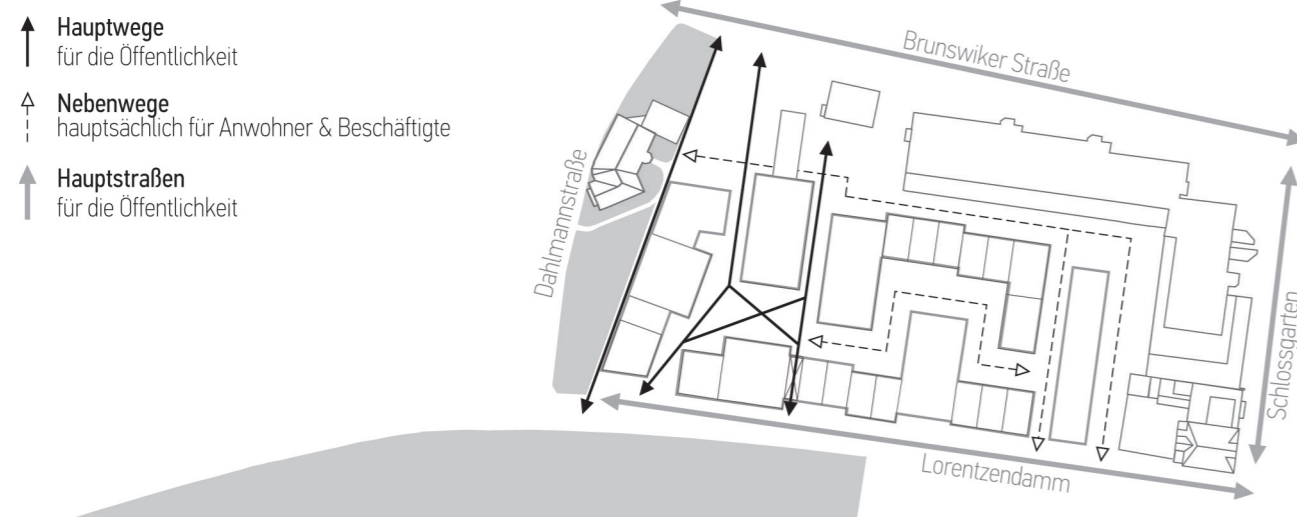 Hauptwege
für die Öffentlichkeit
Nebenwege
hauptsächlich für Anwohner & Beschäftigte
Hauptstraßen
für die Öffentlichkeit
Brunswiker Straße
Dahlmannstraße
Schlossgarten
Lorentzendamm